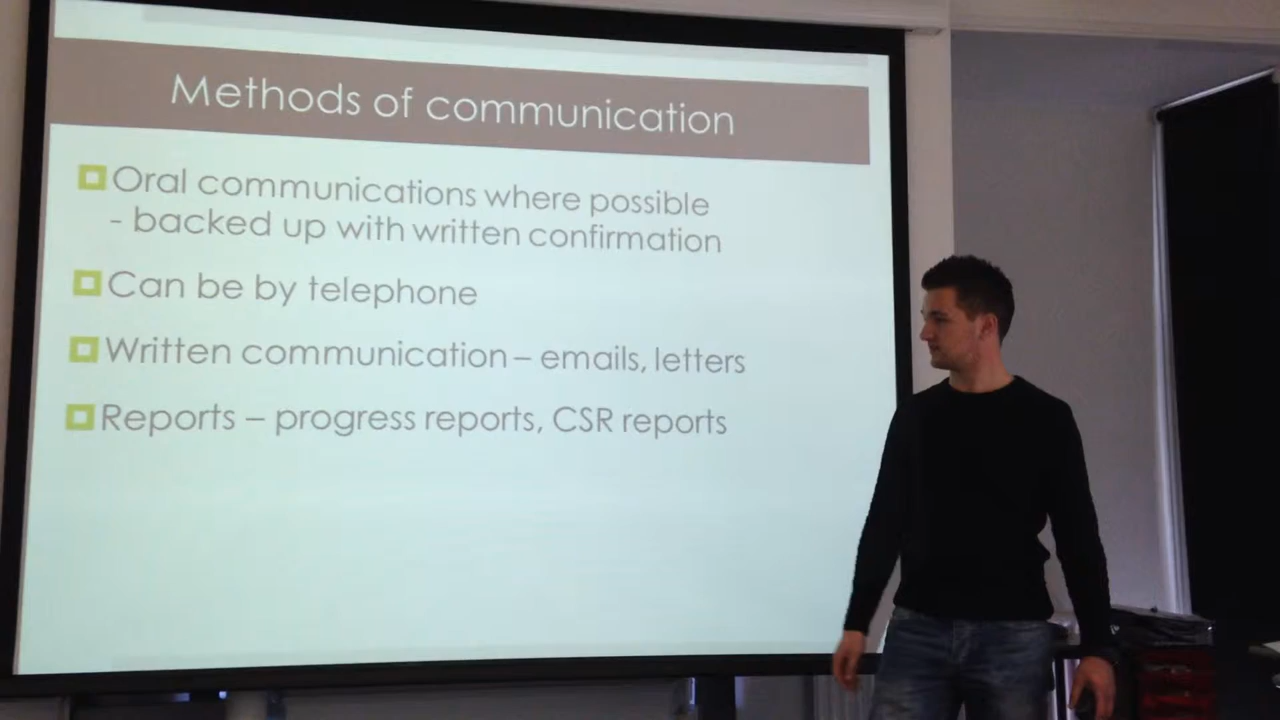 Methods of communication
Oral communications where possible
- backed up with written confirmation
Can be by telephone
Written communication – emails, letters
Reports – progress reports, CSR reports